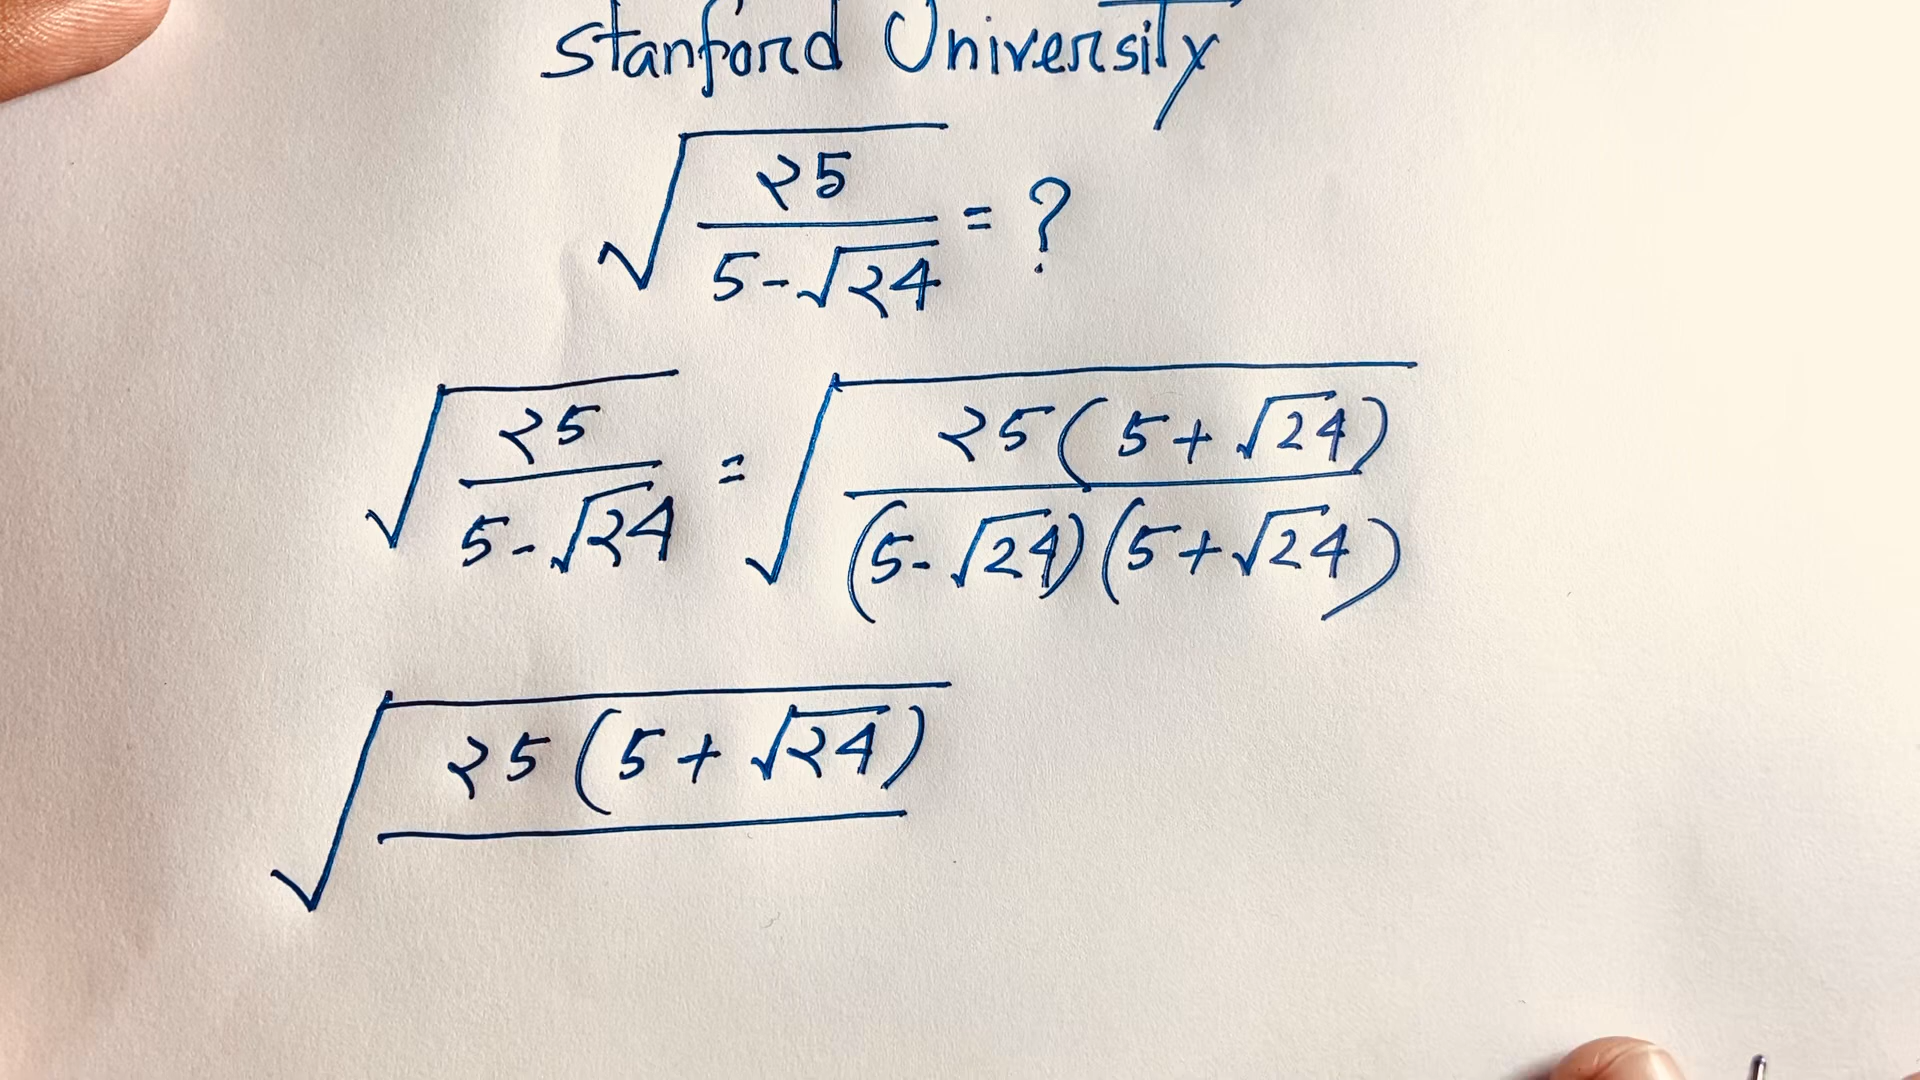 Stanford University
√(25/(5-√24)) = ?
√(25/(5-√24)) = √(25(5+√24)/((5-√24)(5+√24)))
√(25(5+√24)/